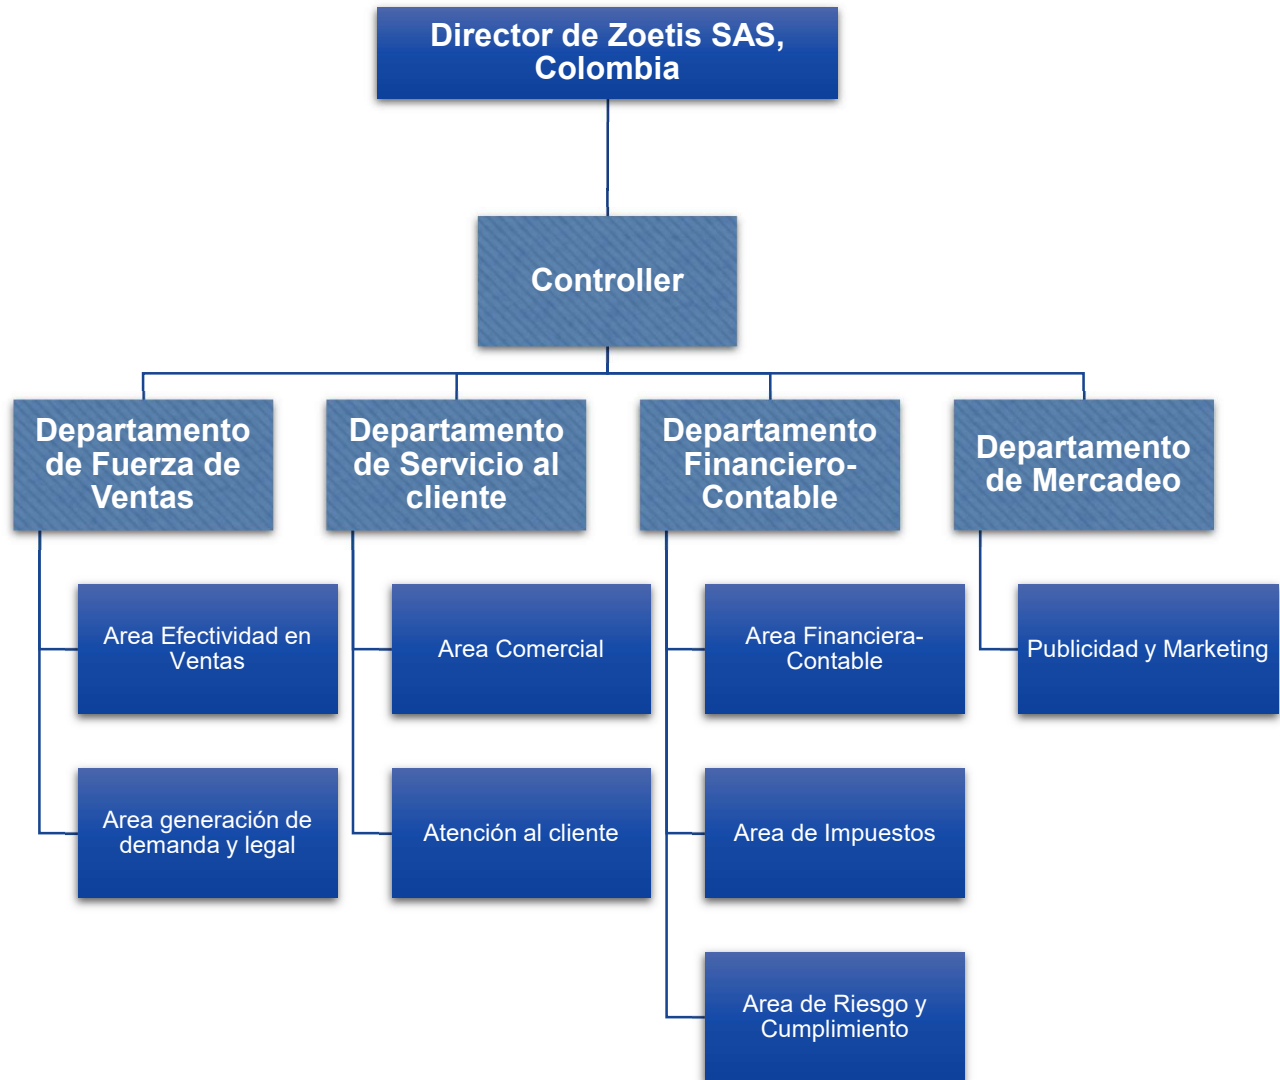 Director de Zoetis SAS,
Colombia
Controller
Departamento
de Fuerza de
Ventas
Departamento
de Servicio al
cliente
Departamento
Financiero-
Contable
Departamento
de Mercadeo
Area Efectividad en
Ventas
Area Comercial
Area Financiera-
Contable
Publicidad y Marketing
Area generación de
demanda y legal
Atención al cliente
Area de Impuestos
Area de Riesgo y
Cumplimiento